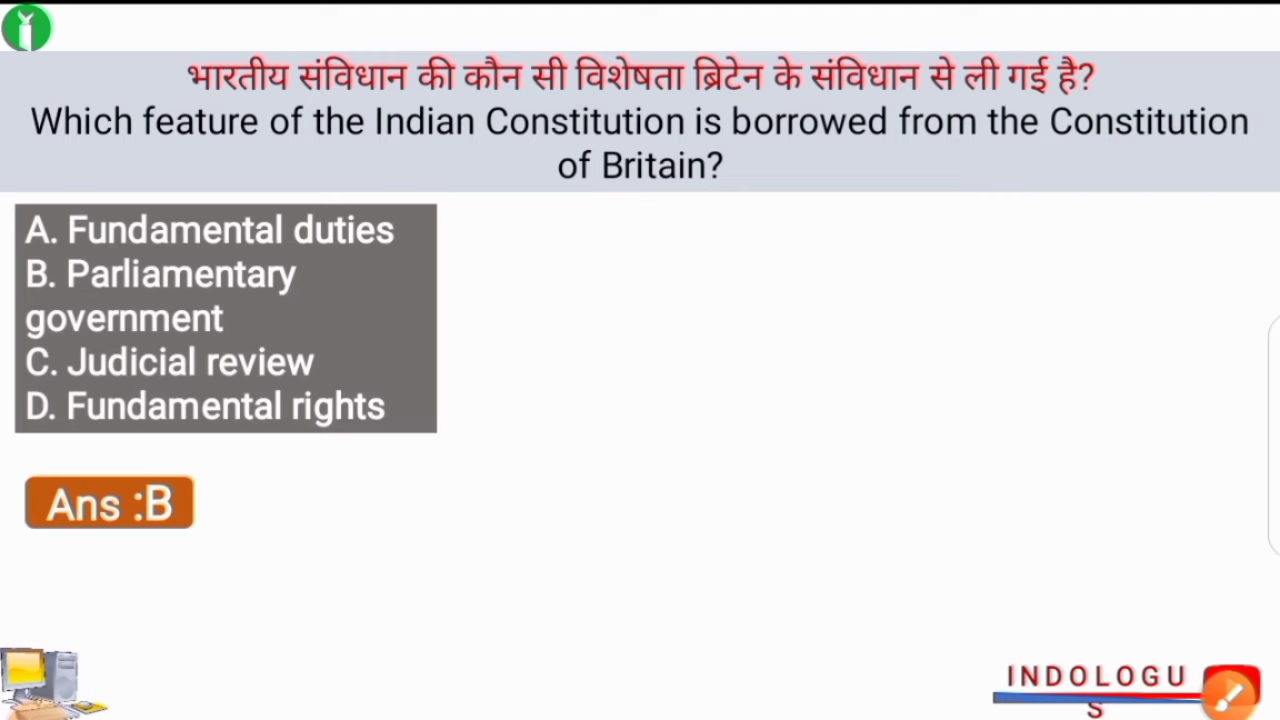 भारतीय संविधान की कौन सी विशेषता ब्रिटेन के संविधान से ली गई है?
Which feature of the Indian Constitution is borrowed from the Constitution
of Britain?
A. Fundamental duties
B. Parliamentary
government
C. Judicial review
D. Fundamental rights
Ans :B
INDOLOGU
S